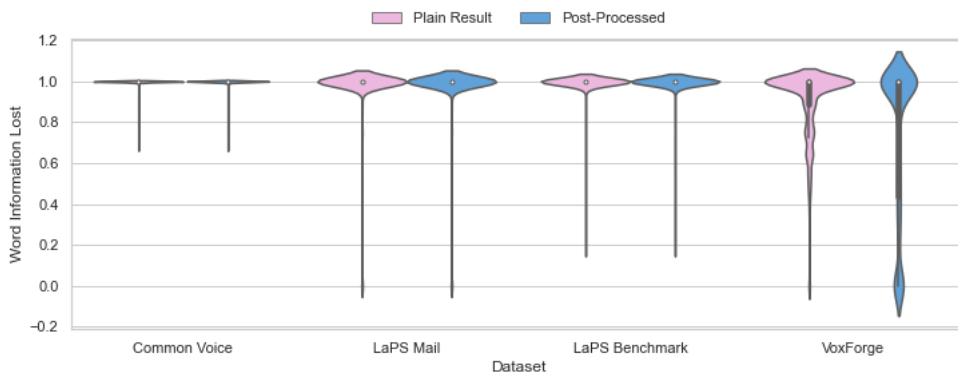 Plain Result Post-Processed
Word Information Lost
1.2
1.0
0.8
0.6
0.4
0.2
0.0
−0.2
Common Voice LaPS Mail LaPS Benchmark VoxForge
Dataset